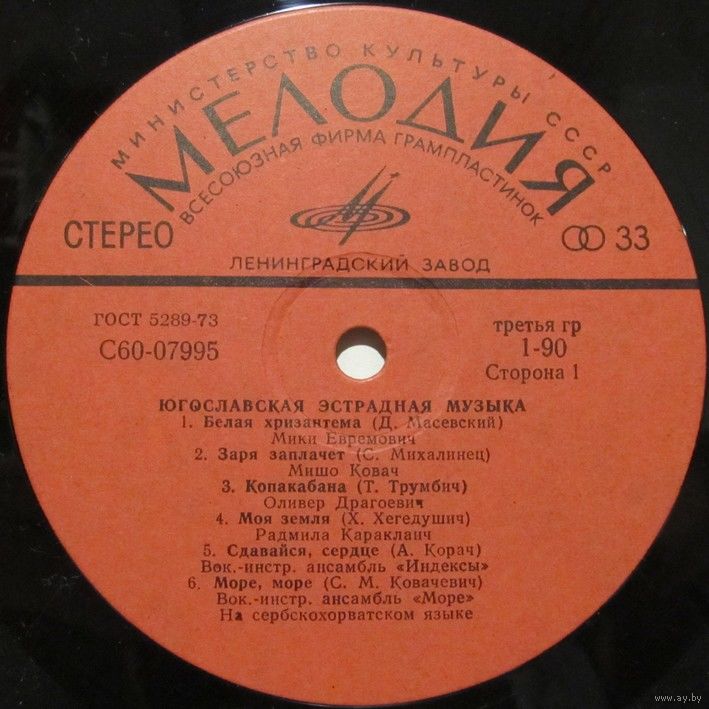 МИНИСТЕРСТВО КУЛЬТУРЫ СССР
МЕЛОДИЯ
ВСЕСОЮЗНАЯ ФИРМА ГРАМПЛАСТИНОК
СТЕРЕО
33
ЛЕНИНГРАДСКИЙ ЗАВОД
ГОСТ 5289-73
третья гр
С60-07995
1-90
Сторона 1
ЮГОСЛАВСКАЯ ЭСТРАДНАЯ МУЗЫКА
1. Белая хризантема (Д. Масевский)
Мики Евремович
2. Заря заплачет (С. Михалинец)
Мишо Ковач
3. Копакабана (Т. Трумбич)
Оливер Драгоевич
4. Моя земля (Х. Хегедушич)
Радмила Караклаич
5. Сдавайся, сердце (А. Корач)
Вок.-инстр. ансамбль «Индексы»
6. Море, море (С. М. Ковачевич)
Вок.-инстр. ансамбль «Море»
На сербскохорватском языке
www.ay.by